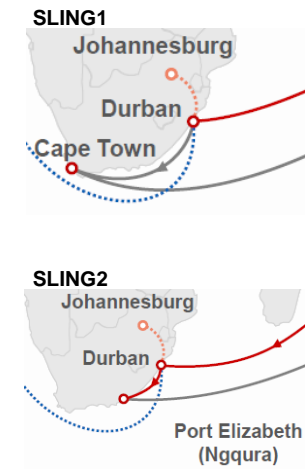 SLING1
Johannesburg
Durban
Cape Town
SLING2
Johannesburg
Durban
Port Elizabeth
(Ngqura)